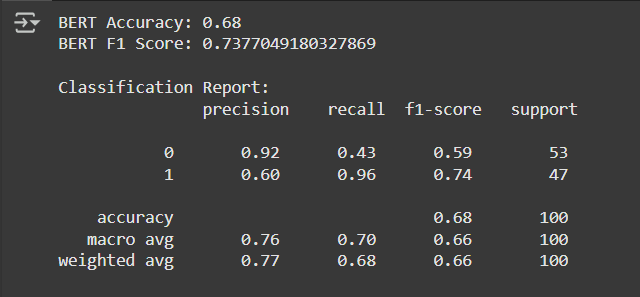 BERT Accuracy: 0.68
BERT F1 Score: 0.7377049180327869
Classification Report:
precision recall f1-score support
0 0.92 0.43 0.59 53
1 0.60 0.96 0.74 47
accuracy 0.68 100
macro avg 0.76 0.70 0.66 100
weighted avg 0.77 0.68 0.66 100